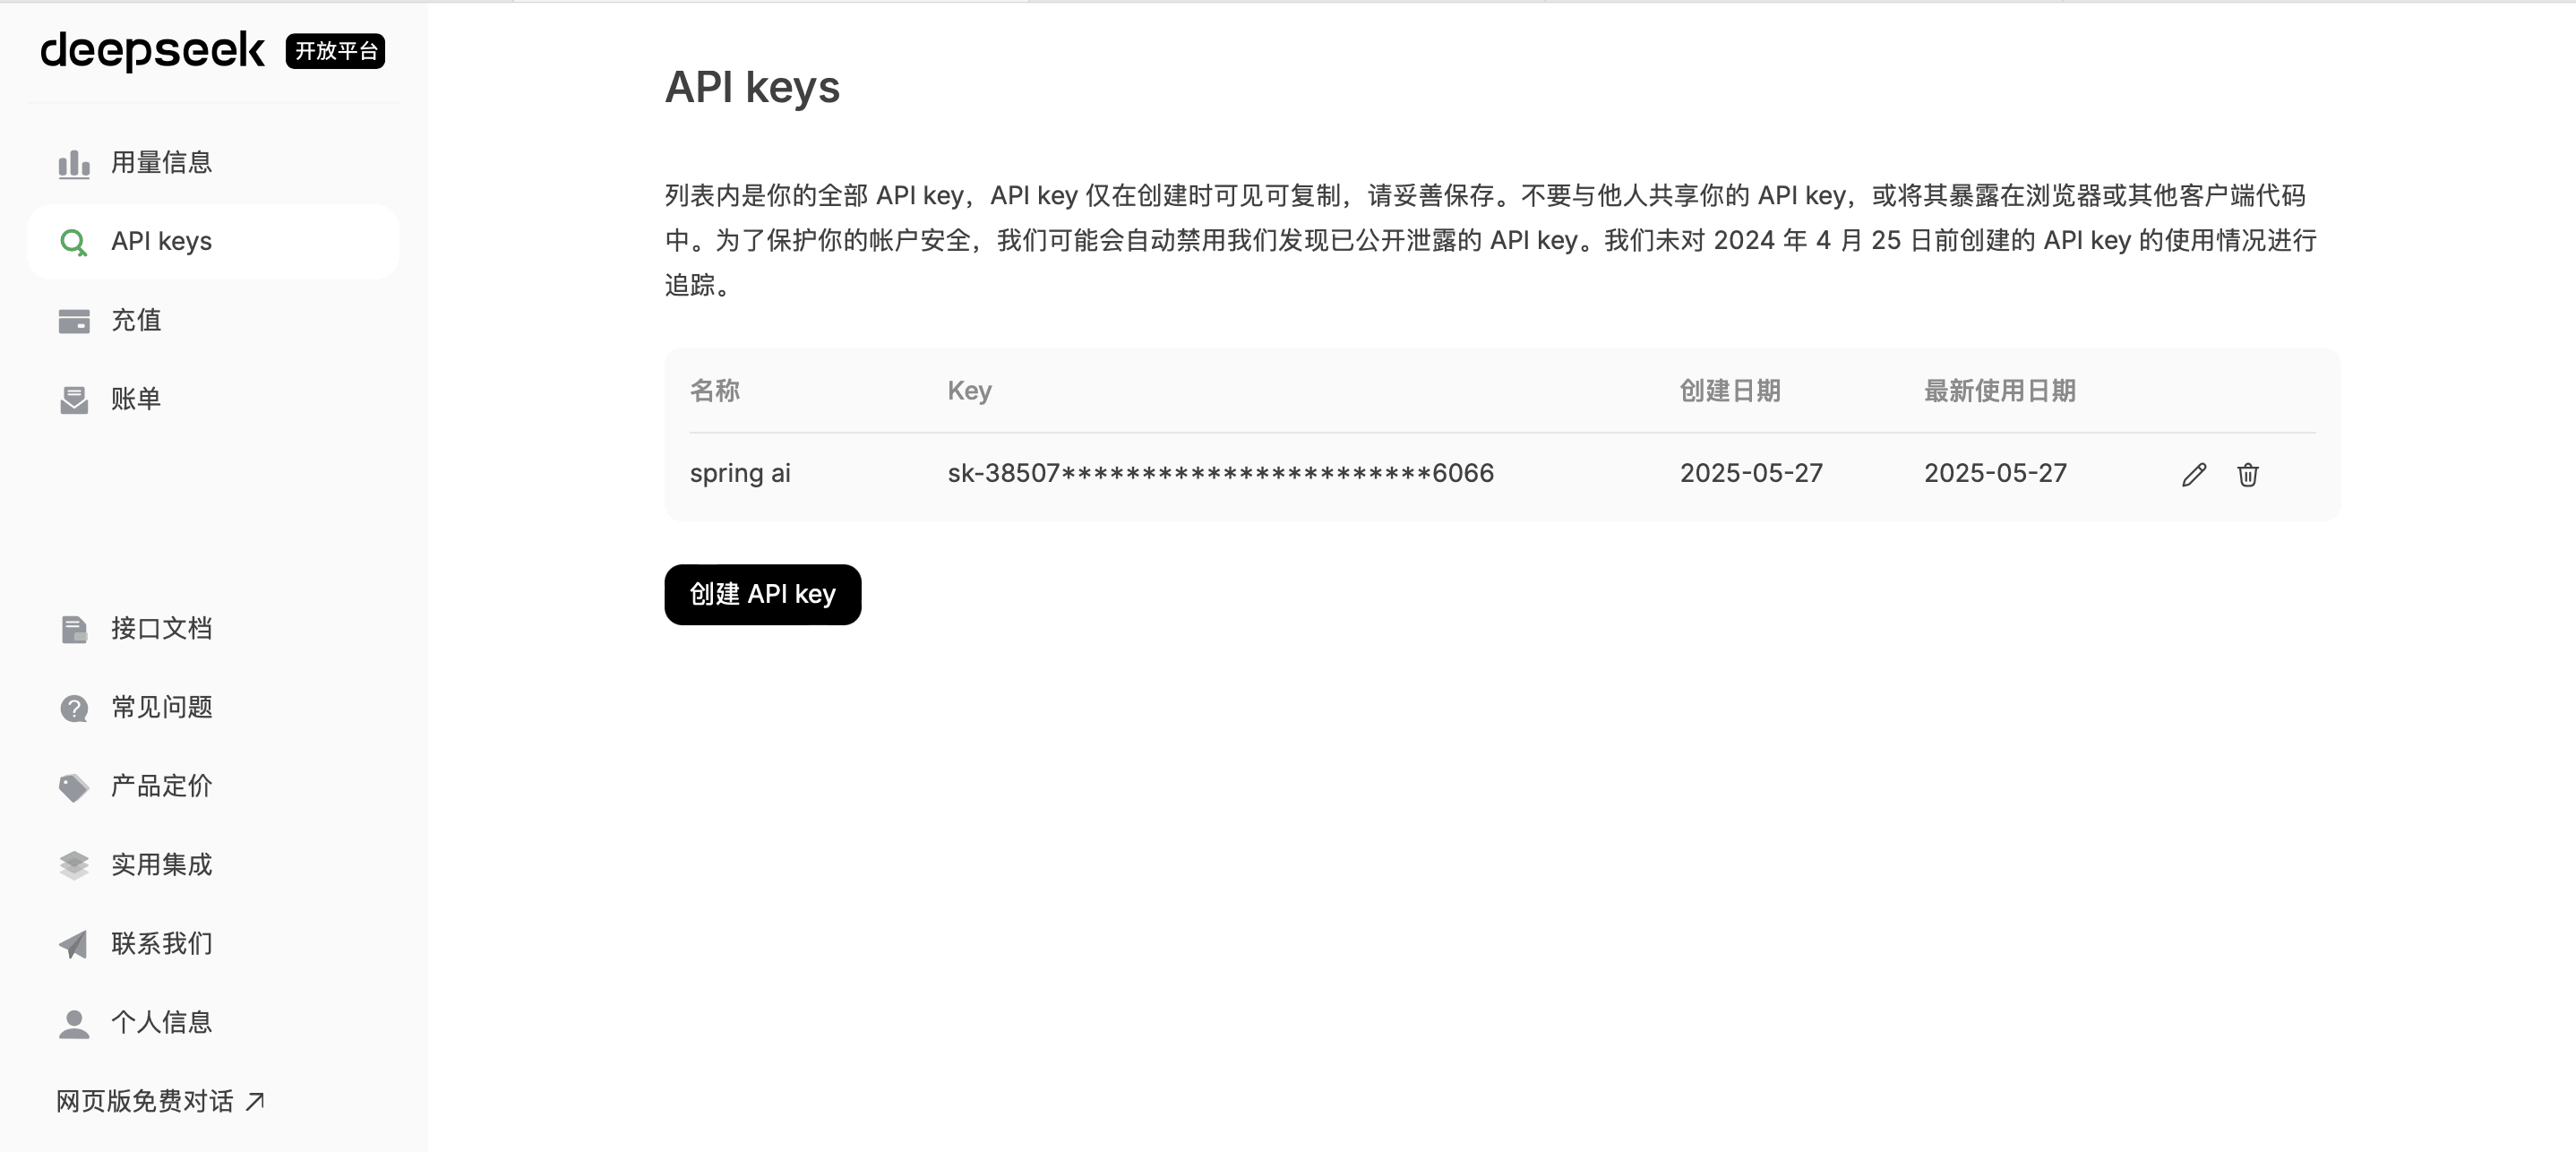 deepseek 开放平台
用量信息
API keys
充值
账单
接口文档
常见问题
产品定价
实用集成
联系我们
个人信息
网页版免费对话
API keys
列表内是你的全部 API key，API key 仅在创建时可见可复制，请妥善保存。不要与他人共享你的 API key，或将其暴露在浏览器或其他客户端代码
中。为了保护你的帐户安全，我们可能会自动禁用我们发现已公开泄露的 API key。我们未对 2024 年 4 月 25 日前创建的 API key 的使用情况进行
追踪。
名称 Key 创建日期 最新使用日期
spring ai sk-38507***********************6066 2025-05-27 2025-05-27
创建 API key